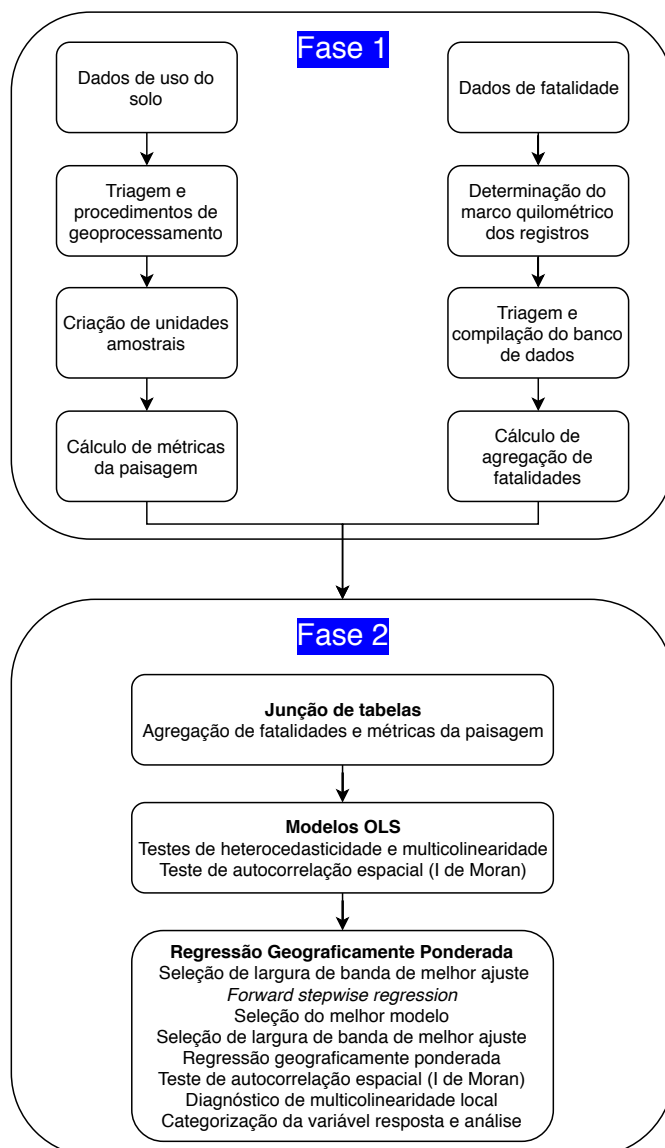 Fase 1
Dados de uso do
solo
Triagem e
procedimentos de
geoprocessamento
Criação de unidades
amostrais
Cálculo de métricas
da paisagem
Dados de fatalidade
Determinação do
marco quilométrico
dos registros
Triagem e
compilação do banco
de dados
Cálculo de
agregação de
fatalidades
Fase 2
Junção de tabelas
Agregação de fatalidades e métricas da paisagem
Modelos OLS
Testes de heterocedasticidade e multicolinearidade
Teste de autocorrelação espacial (I de Moran)
Regressão Geograficamente Ponderada
Seleção de largura de banda de melhor ajuste
Forward stepwise regression
Seleção do melhor modelo
Seleção de largura de banda de melhor ajuste
Regressão geograficamente ponderada
Teste de autocorrelação espacial (I de Moran)
Diagnóstico de multicolinearidade local
Categorização da variável resposta e análise